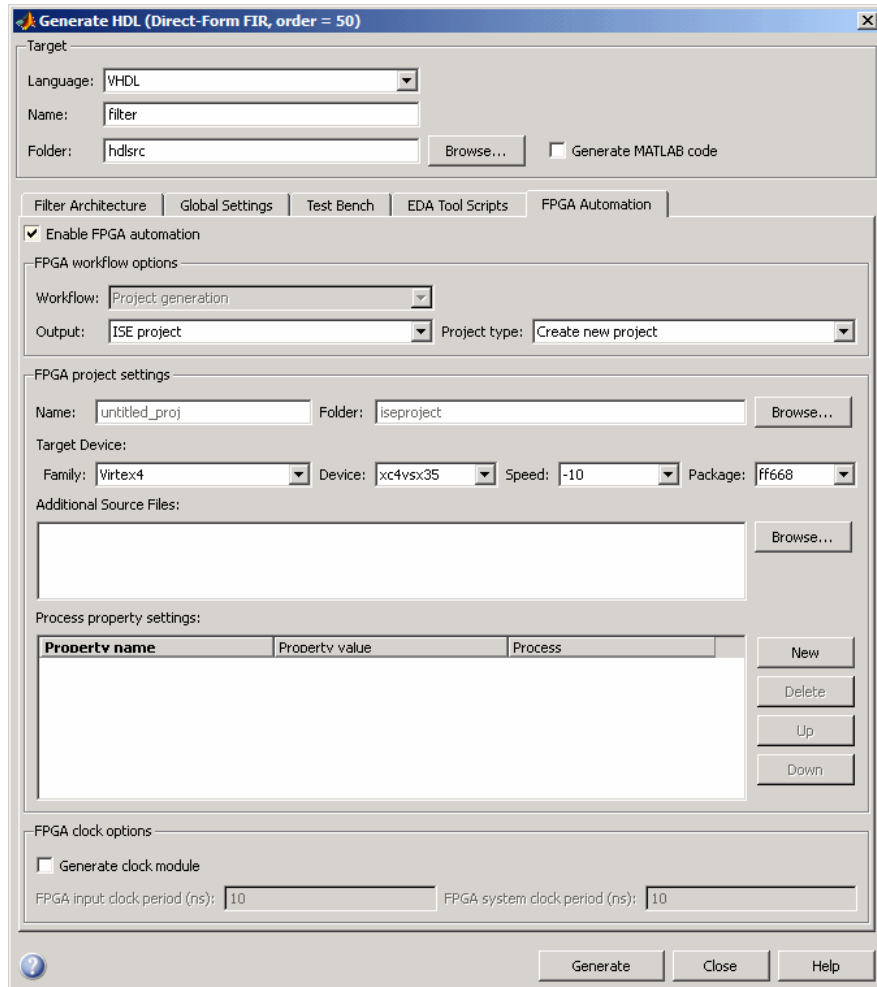 Generate HDL (Direct-Form FIR, order = 50)
Target
Language: VHDL
Name: filter
Folder: hdlsrc Browse... Generate MATLAB code
Filter Architecture Global Settings Test Bench EDA Tool Scripts FPGA Automation
Enable FPGA automation
FPGA workflow options
Workflow: Project generation
Output: ISE project Project type: Create new project
FPGA project settings
Name: untitled_proj Folder: iseproject Browse...
Target Device:
Family: Virtex4 Device: xc4vsx35 Speed: -10 Package: ff668
Additional Source Files:
Browse...
Process property settings:
Property name Property value Process
New
Delete
Up
Down
FPGA clock options
Generate clock module
FPGA input clock period (ns): 10 FPGA system clock period (ns): 10
? Generate Close Help